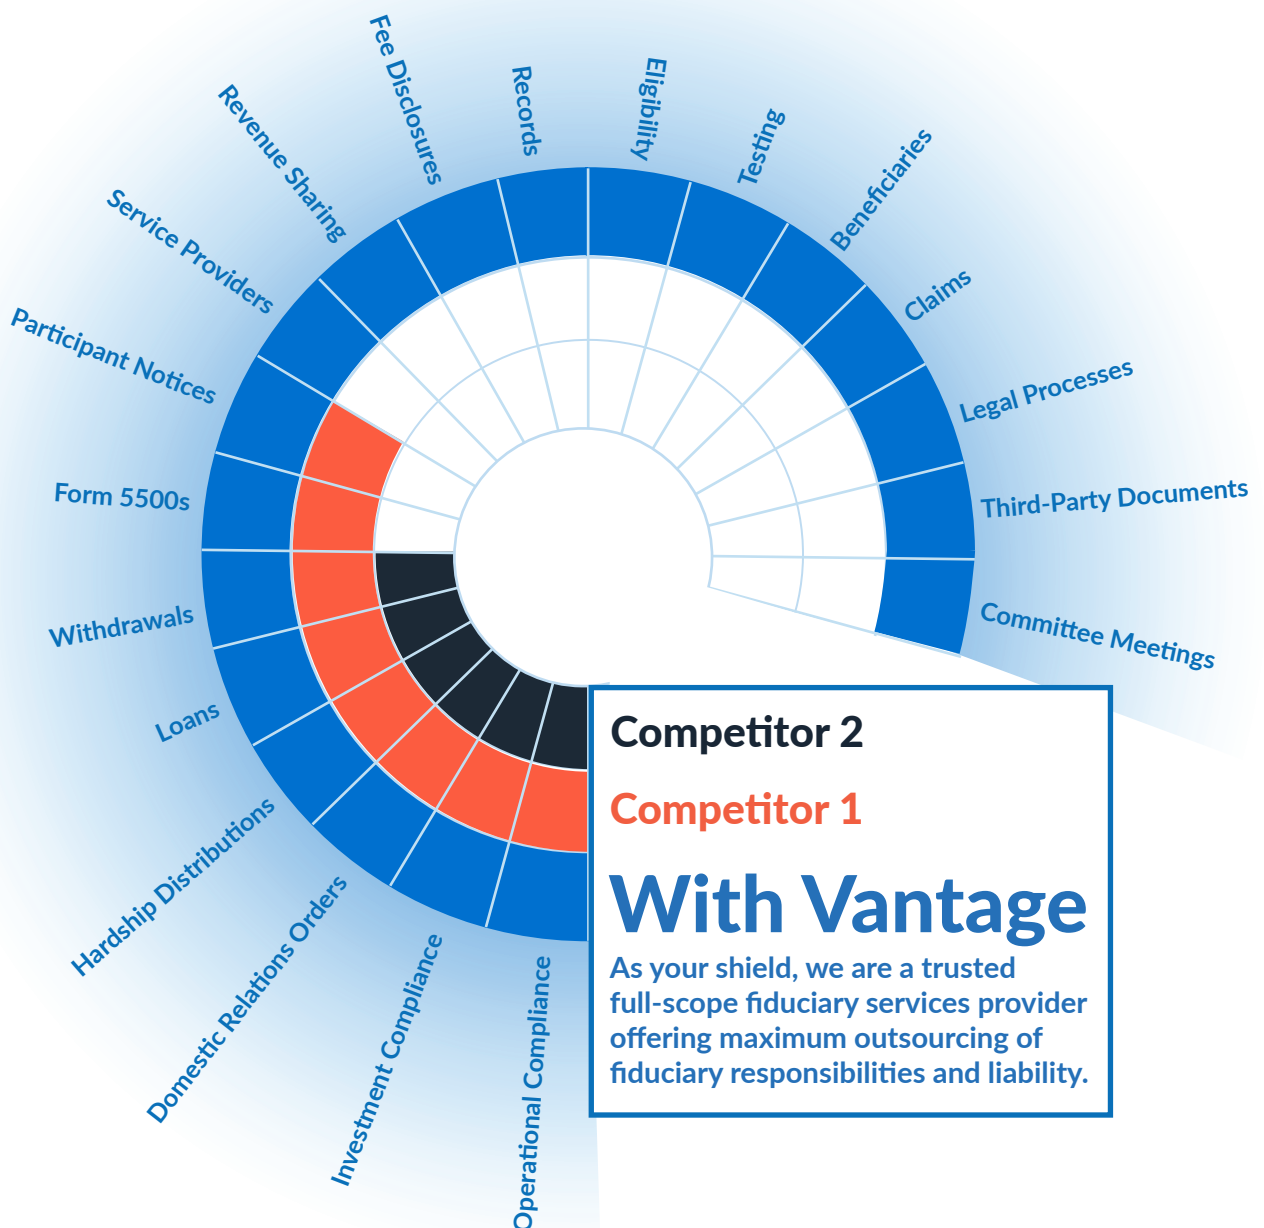 Operational Compliance
Investment Compliance
Domestic Relations Orders
Hardship Distributions
Loans
Withdrawals
Form 5500s
Participant Notices
Service Providers
Revenue Sharing
Fee Disclosures
Records
Eligibility
Testing
Beneficiaries
Claims
Legal Processes
Third-Party Documents
Committee Meetings
Competitor 2
Competitor 1
With Vantage
As your shield, we are a trusted
full-scope fiduciary services provider
offering maximum outsourcing of
fiduciary responsibilities and liability.